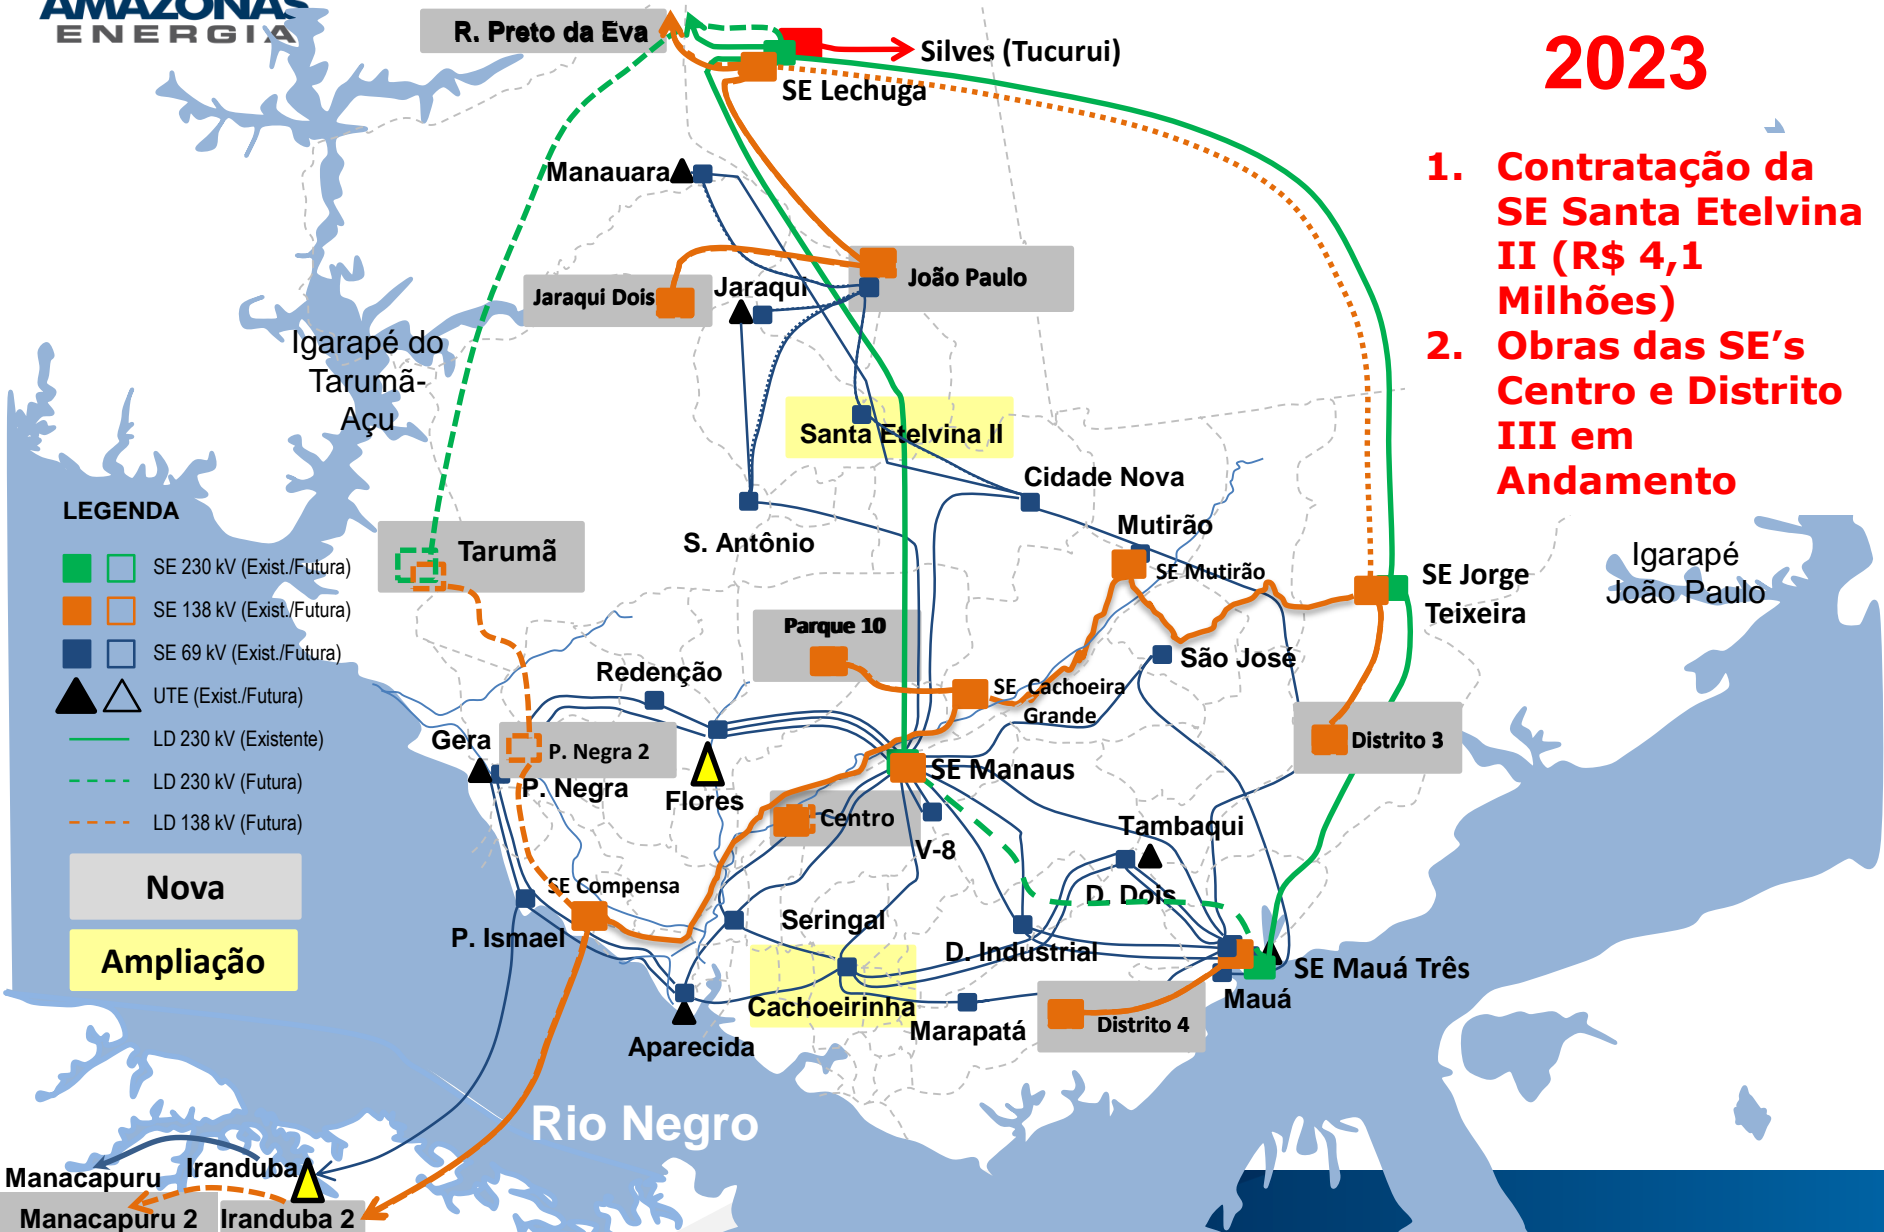 AMAZONAS
ENERGIA
R. Preto da Eva
Silves (Tucurui)
SE Lechuga
2023
1. Contratação da
SE Santa Etelvina
II (R$ 4,1
Milhões)
2. Obras das SE’s
Centro e Distrito
III em
Andamento
Manauara
Jaraqui Dois
Jaraqui
João Paulo
Igarapé do
Tarumã-
Açu
Santa Etelvina II
Cidade Nova
Mutirão
SE Mutirão
S. Antônio
Tarumã
SE Jorge
Teixeira
Igarapé
João Paulo
LEGENDA
SE 230 kV (Exist./Futura)
SE 138 kV (Exist./Futura)
SE 69 kV (Exist./Futura)
UTE (Exist./Futura)
LD 230 kV (Existente)
LD 230 kV (Futura)
LD 138 kV (Futura)
Nova
Ampliação
Parque 10
Redenção
São José
SE Cachoeira
Grande
Gera
P. Negra 2
P. Negra
Flores
SE Manaus
Distrito 3
Centro
V-8
Tambaqui
D. Dois
SE Compensa
P. Ismael
Seringal
D. Industrial
SE Mauá Três
Mauá
Cachoeirinha
Marapatá
Distrito 4
Aparecida
Rio Negro
Manacapuru
Iranduba
Manacapuru 2
Iranduba 2